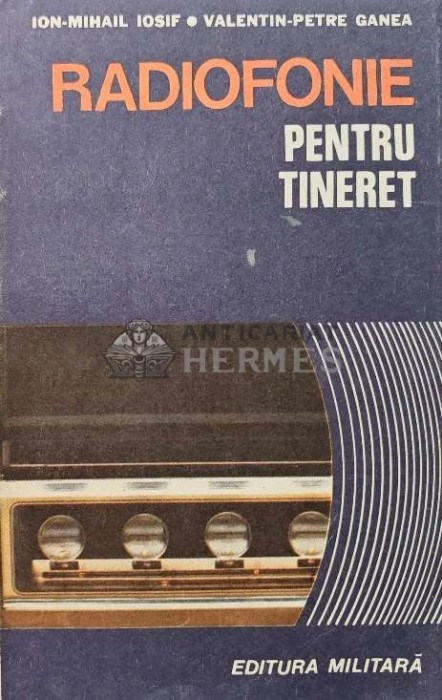 ION-MIHAIL IOSIF • VALENTIN-PETRE GANEA
RADIOFONIE
PENTRU
TINERET
ANTICARIAT
HERMES
EDITURA MILITARĂ